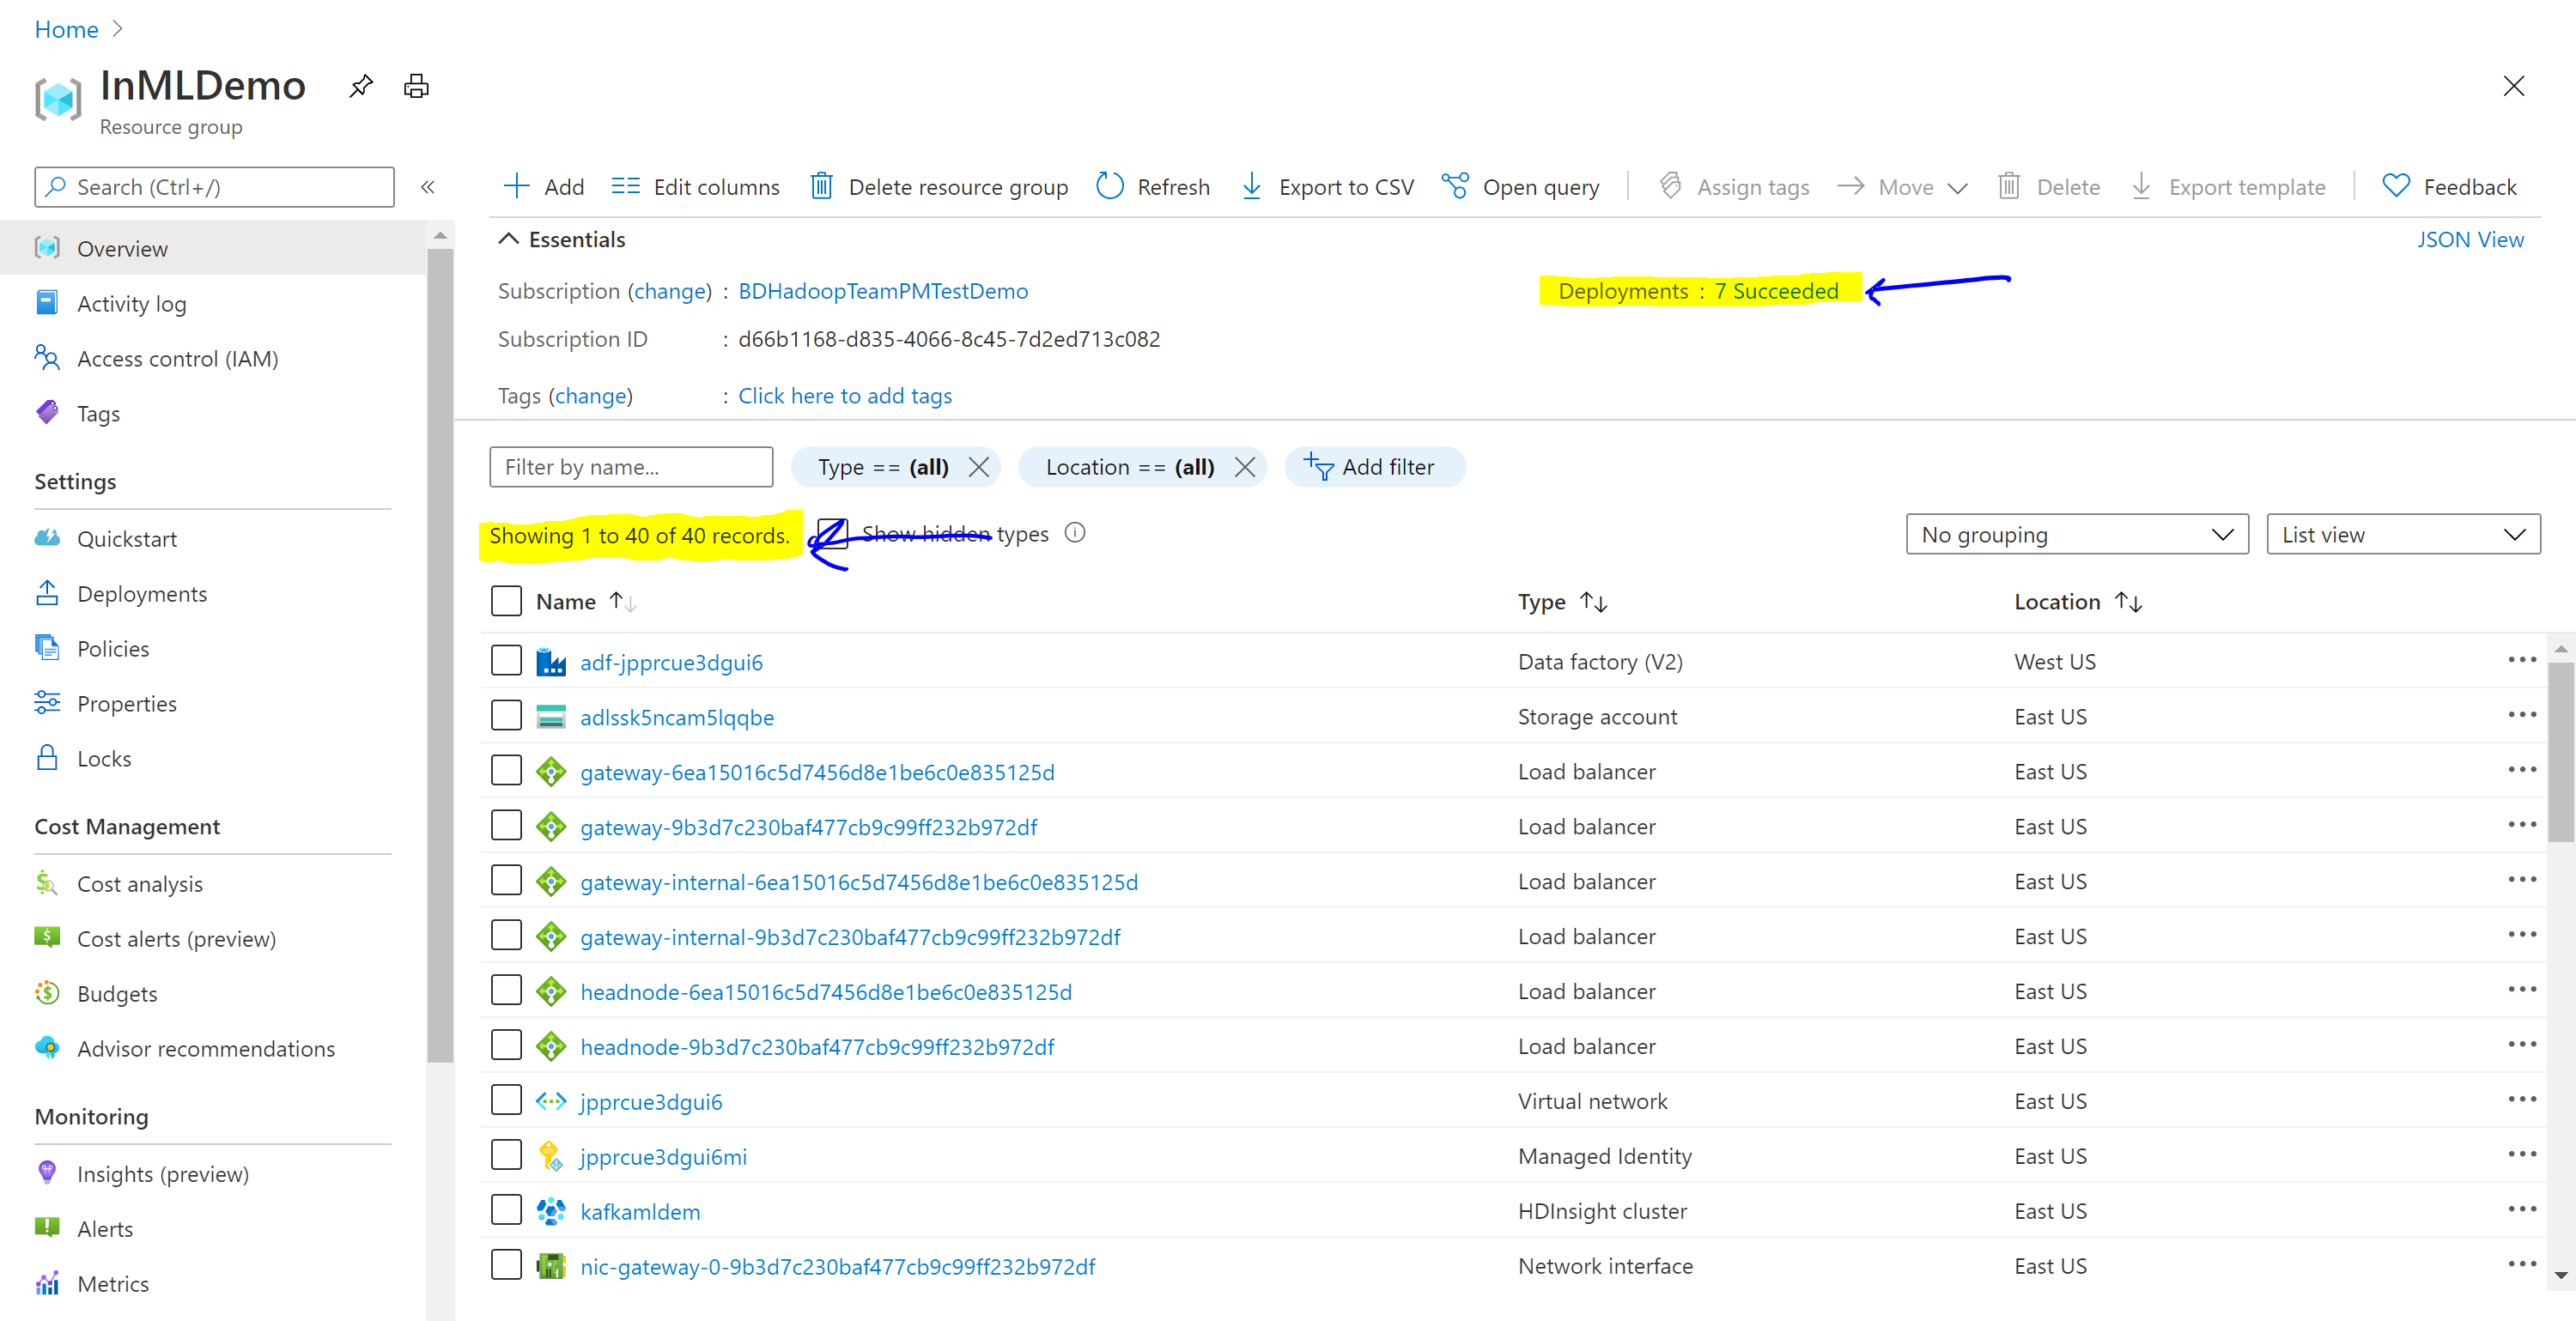 Home
InMLDemo
Resource group
Search (Ctrl+/)
Overview
Activity log
Access control (IAM)
Tags
Settings
Quickstart
Deployments
Policies
Properties
Locks
Cost Management
Cost analysis
Cost alerts (preview)
Budgets
Advisor recommendations
Monitoring
Insights (preview)
Alerts
Metrics
Add Edit columns Delete resource group Refresh Export to CSV Open query Assign tags Move Delete Export template Feedback
Essentials JSON View
Subscription (change) : BDHadoopTeamPMTestDemo Deployments : 7 Succeeded
Subscription ID : d66b1168-d835-4066-8c45-7d2ed713c082
Tags (change) : Click here to add tags
Filter by name... Type == (all) Location == (all) Add filter
Showing 1 to 40 of 40 records. Show hidden types No grouping List view
Name Type Location
adf-jpprcue3dgui6 Data factory (V2) West US
adlssk5ncam5lqqbe Storage account East US
gateway-6ea15016c5d7456d8e1be6c0e835125d Load balancer East US
gateway-9b3d7c230baf477cb9c99ff232b972df Load balancer East US
gateway-internal-6ea15016c5d7456d8e1be6c0e835125d Load balancer East US
gateway-internal-9b3d7c230baf477cb9c99ff232b972df Load balancer East US
headnode-6ea15016c5d7456d8e1be6c0e835125d Load balancer East US
headnode-9b3d7c230baf477cb9c99ff232b972df Load balancer East US
jpprcue3dgui6 Virtual network East US
jpprcue3dgui6mi Managed Identity East US
kafkamldem HDInsight cluster East US
nic-gateway-0-9b3d7c230baf477cb9c99ff232b972df Network interface East US